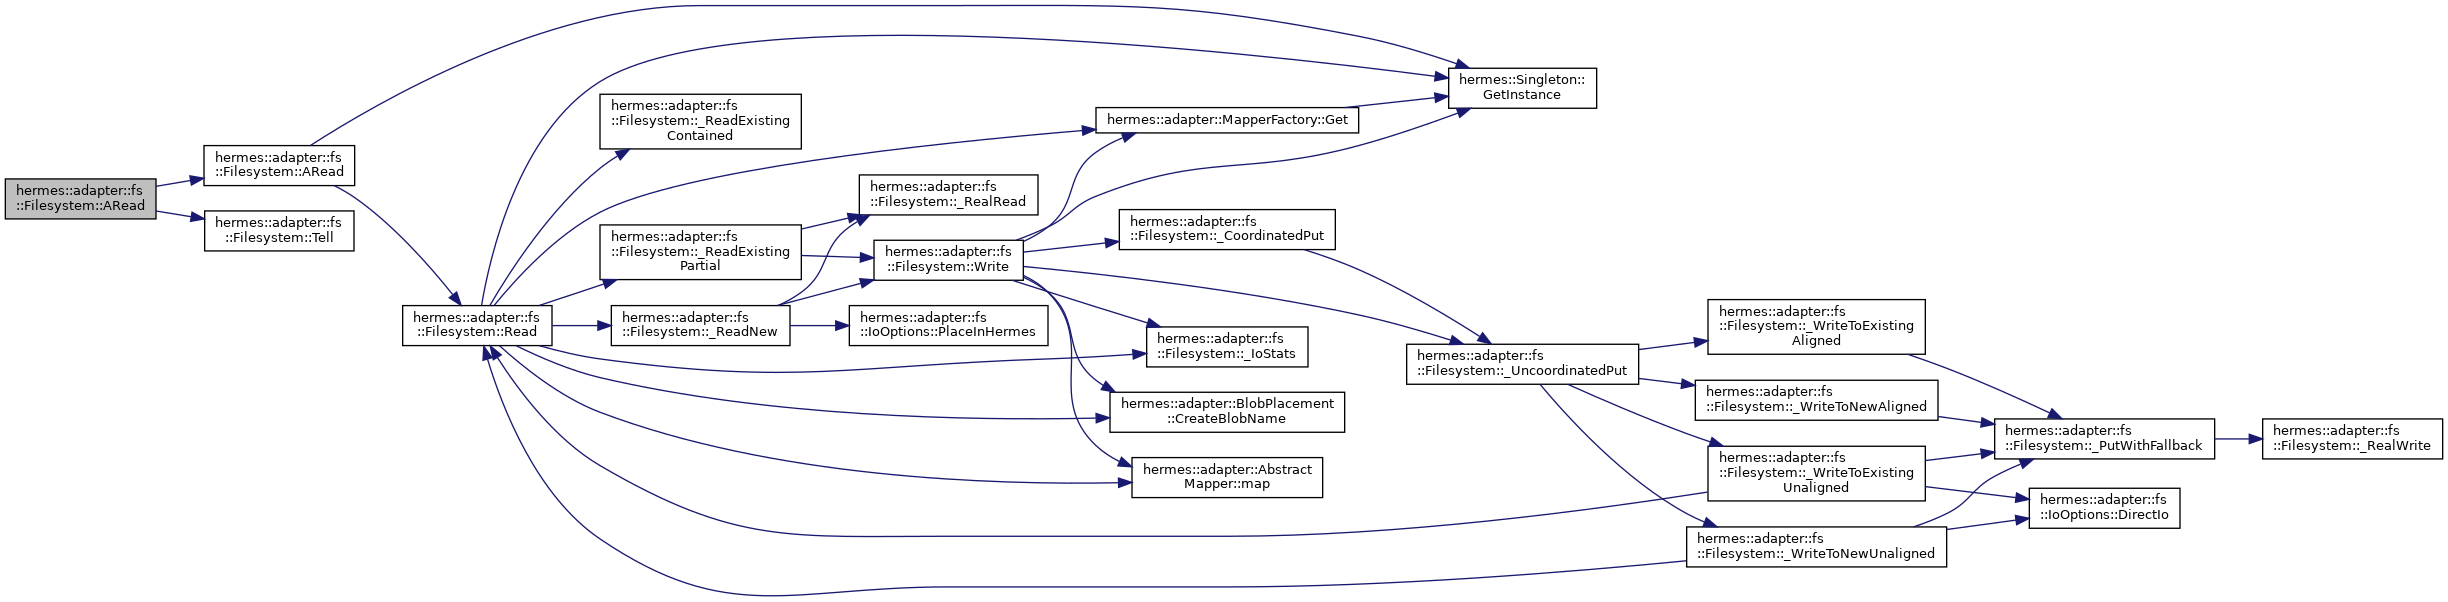 hermes::adapter::fs
::Filesystem::ARead
hermes::adapter::fs
::Filesystem::ARead
hermes::adapter::fs
::Filesystem::Tell
hermes::adapter::fs
::Filesystem::Read
hermes::adapter::fs
::Filesystem::_ReadExisting
Contained
hermes::adapter::fs
::Filesystem::_ReadExisting
Partial
hermes::adapter::fs
::Filesystem::_ReadNew
hermes::adapter::fs
::Filesystem::_RealRead
hermes::adapter::fs
::Filesystem::Write
hermes::adapter::fs
::IoOptions::PlaceInHermes
hermes::adapter::MapperFactory::Get
hermes::adapter::fs
::Filesystem::_CoordinatedPut
hermes::adapter::fs
::Filesystem::_IoStats
hermes::adapter::BlobPlacement
::CreateBlobName
hermes::adapter::Abstract
Mapper::map
hermes::Singleton::
GetInstance
hermes::adapter::fs
::Filesystem::_UncoordinatedPut
hermes::adapter::fs
::Filesystem::_WriteToExisting
Aligned
hermes::adapter::fs
::Filesystem::_WriteToNewAligned
hermes::adapter::fs
::Filesystem::_WriteToExisting
Unaligned
hermes::adapter::fs
::Filesystem::_WriteToNewUnaligned
hermes::adapter::fs
::Filesystem::_PutWithFallback
hermes::adapter::fs
::IoOptions::DirectIo
hermes::adapter::fs
::Filesystem::_RealWrite